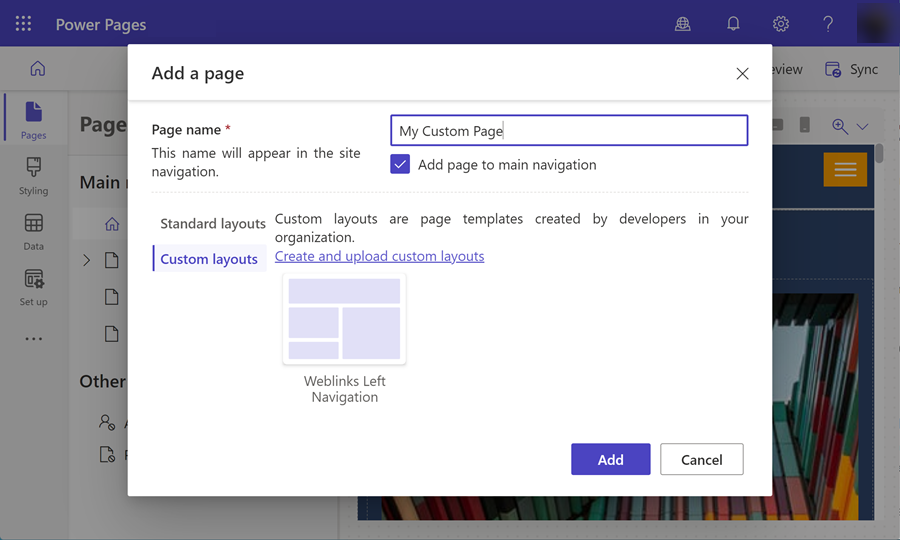 Power Pages
Add a page
eview
Sync
Page name *
This name will appear in the site
navigation.
My Custom Page
Add page to main navigation
Pages
Styling
Data
Set up
Page
Main
Other
Standard layouts
Custom layouts
Custom layouts are page templates created by developers in your
organization.
Create and upload custom layouts
Weblinks Left
Navigation
Add
Cancel